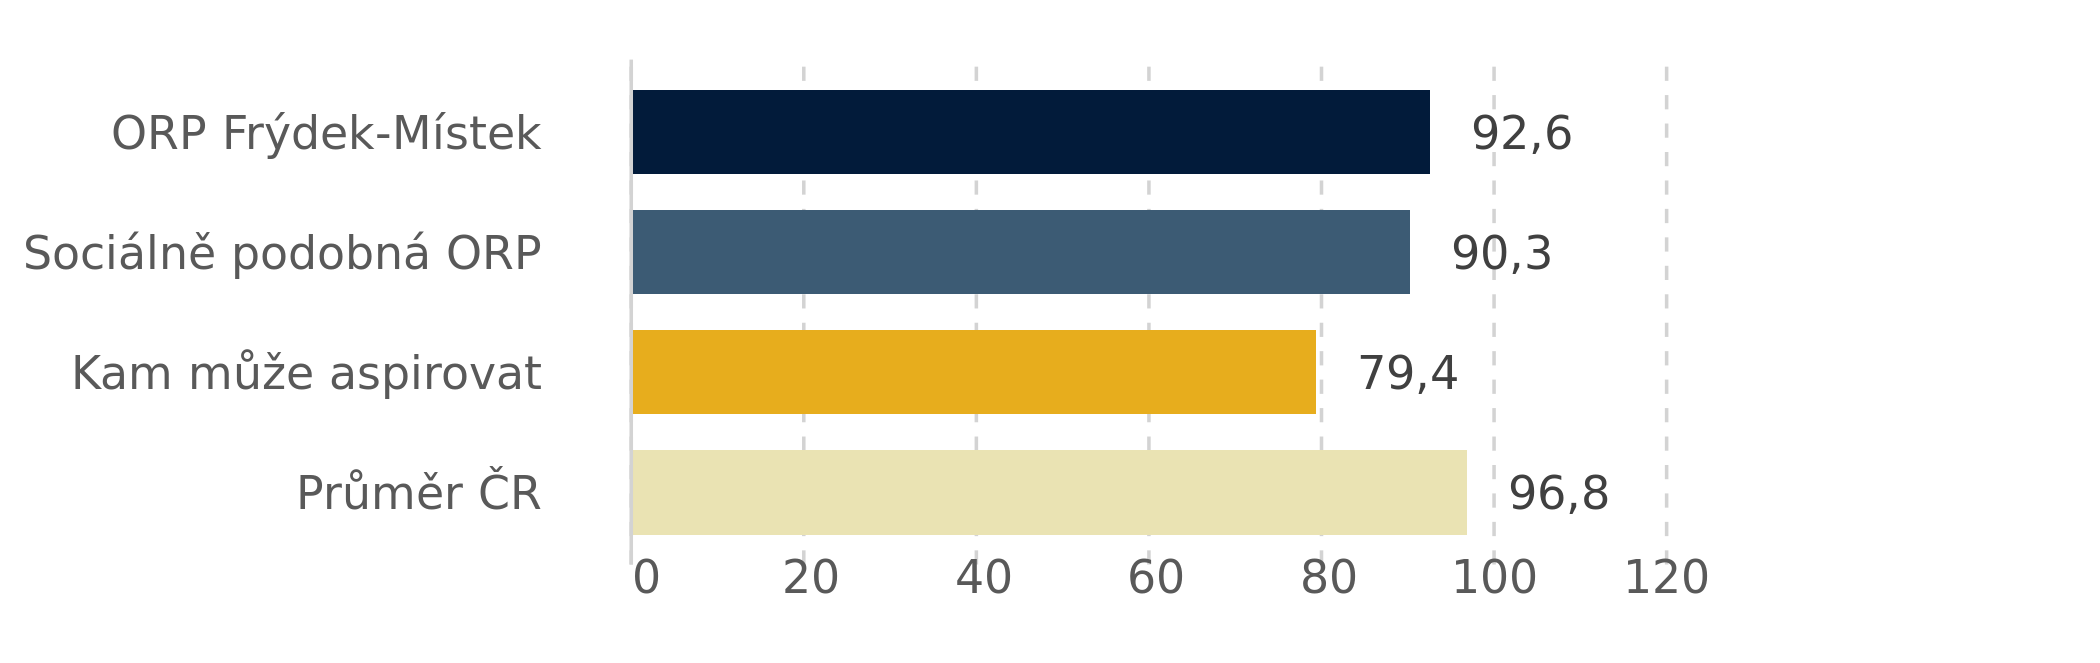 ORP Frýdek-Místek 92,6
Sociálně podobná ORP 90,3
Kam může aspirovat 79,4
Průměr ČR 96,8
0 20 40 60 80 100 120